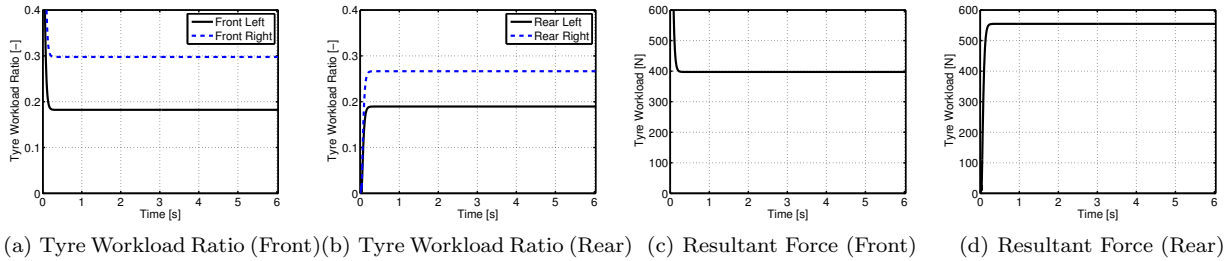 Tyre Workload Ratio [−]
0.4
0.3
0.2
0.1
0
Front Left
Front Right
0 1 2 3 4 5 6
Time [s]
(a) Tyre Workload Ratio (Front)
Tyre Workload Ratio [−]
0.4
0.3
0.2
0.1
0
Rear Left
Rear Right
0 1 2 3 4 5 6
Time [s]
(b) Tyre Workload Ratio (Rear)
Tyre Workload [N]
600
500
400
300
200
100
0
0 1 2 3 4 5 6
Time [s]
(c) Resultant Force (Front)
Tyre Workload [N]
600
500
400
300
200
100
0
0 1 2 3 4 5 6
Time [s]
(d) Resultant Force (Rear)